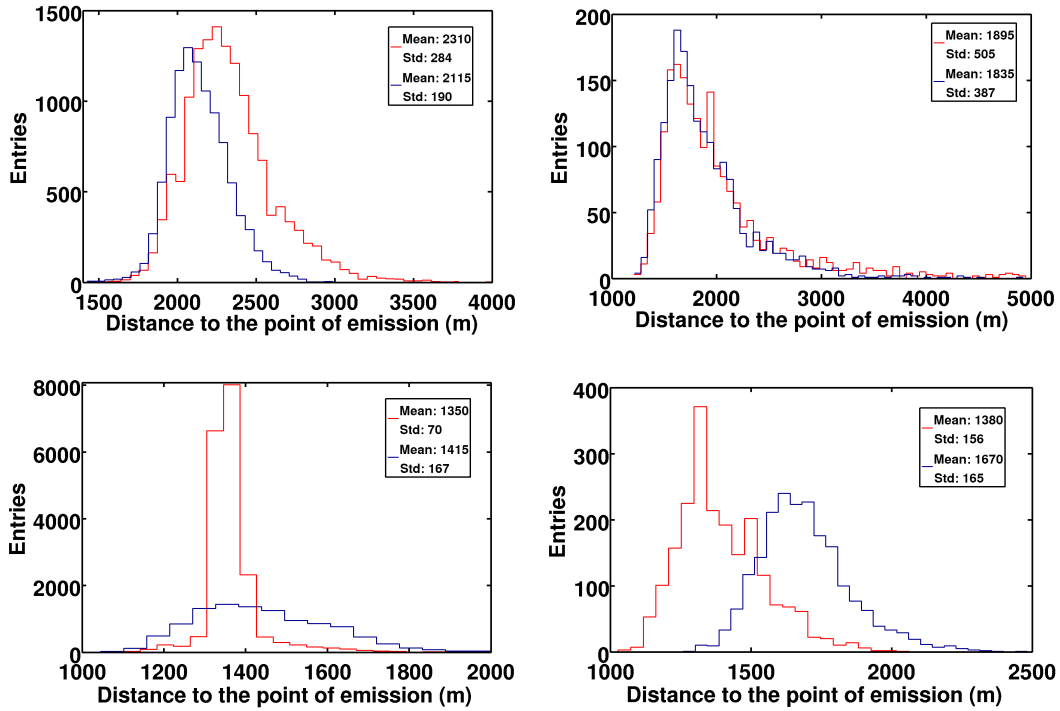 1500
1000
500
0
Entries
1500 2000 2500 3000 3500 4000
Distance to the point of emission (m)
Mean: 2310
Std: 284
Mean: 2115
Std: 190
200
150
100
50
0
Entries
1000 2000 3000 4000 5000
Distance to the point of emission (m)
Mean: 1895
Std: 505
Mean: 1835
Std: 387
8000
6000
4000
2000
0
Entries
1000 1200 1400 1600 1800 2000
Distance to the point of emission (m)
Mean: 1350
Std: 70
Mean: 1415
Std: 167
400
300
200
100
0
Entries
1000 1500 2000 2500
Distance to the point of emission (m)
Mean: 1380
Std: 156
Mean: 1670
Std: 165